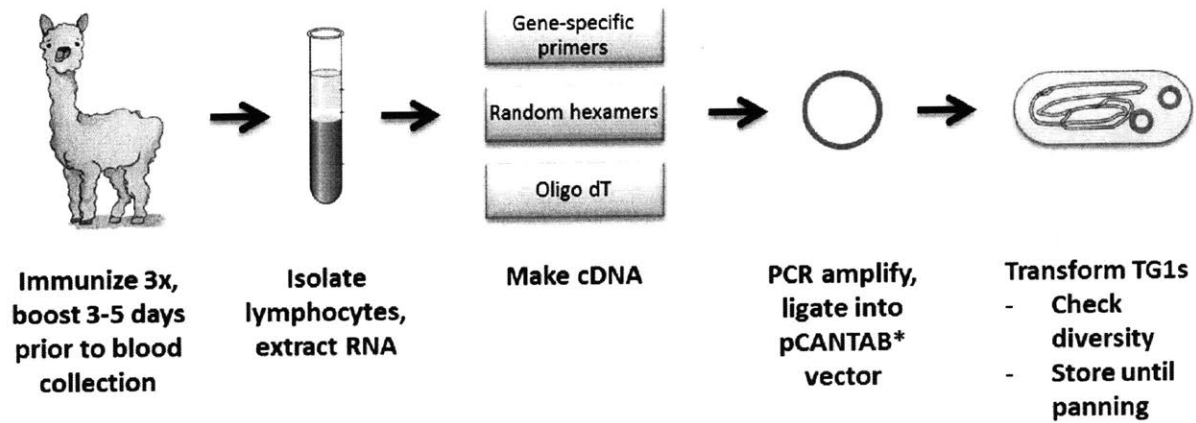 Gene-specific
primers
Random hexamers
Oligo dT
Immunize 3x,
boost 3-5 days
prior to blood
collection
Isolate
lymphocytes,
extract RNA
Make cDNA
PCR amplify,
ligate into
pCANTAB*
vector
Transform TG1s
- Check
diversity
- Store until
panning